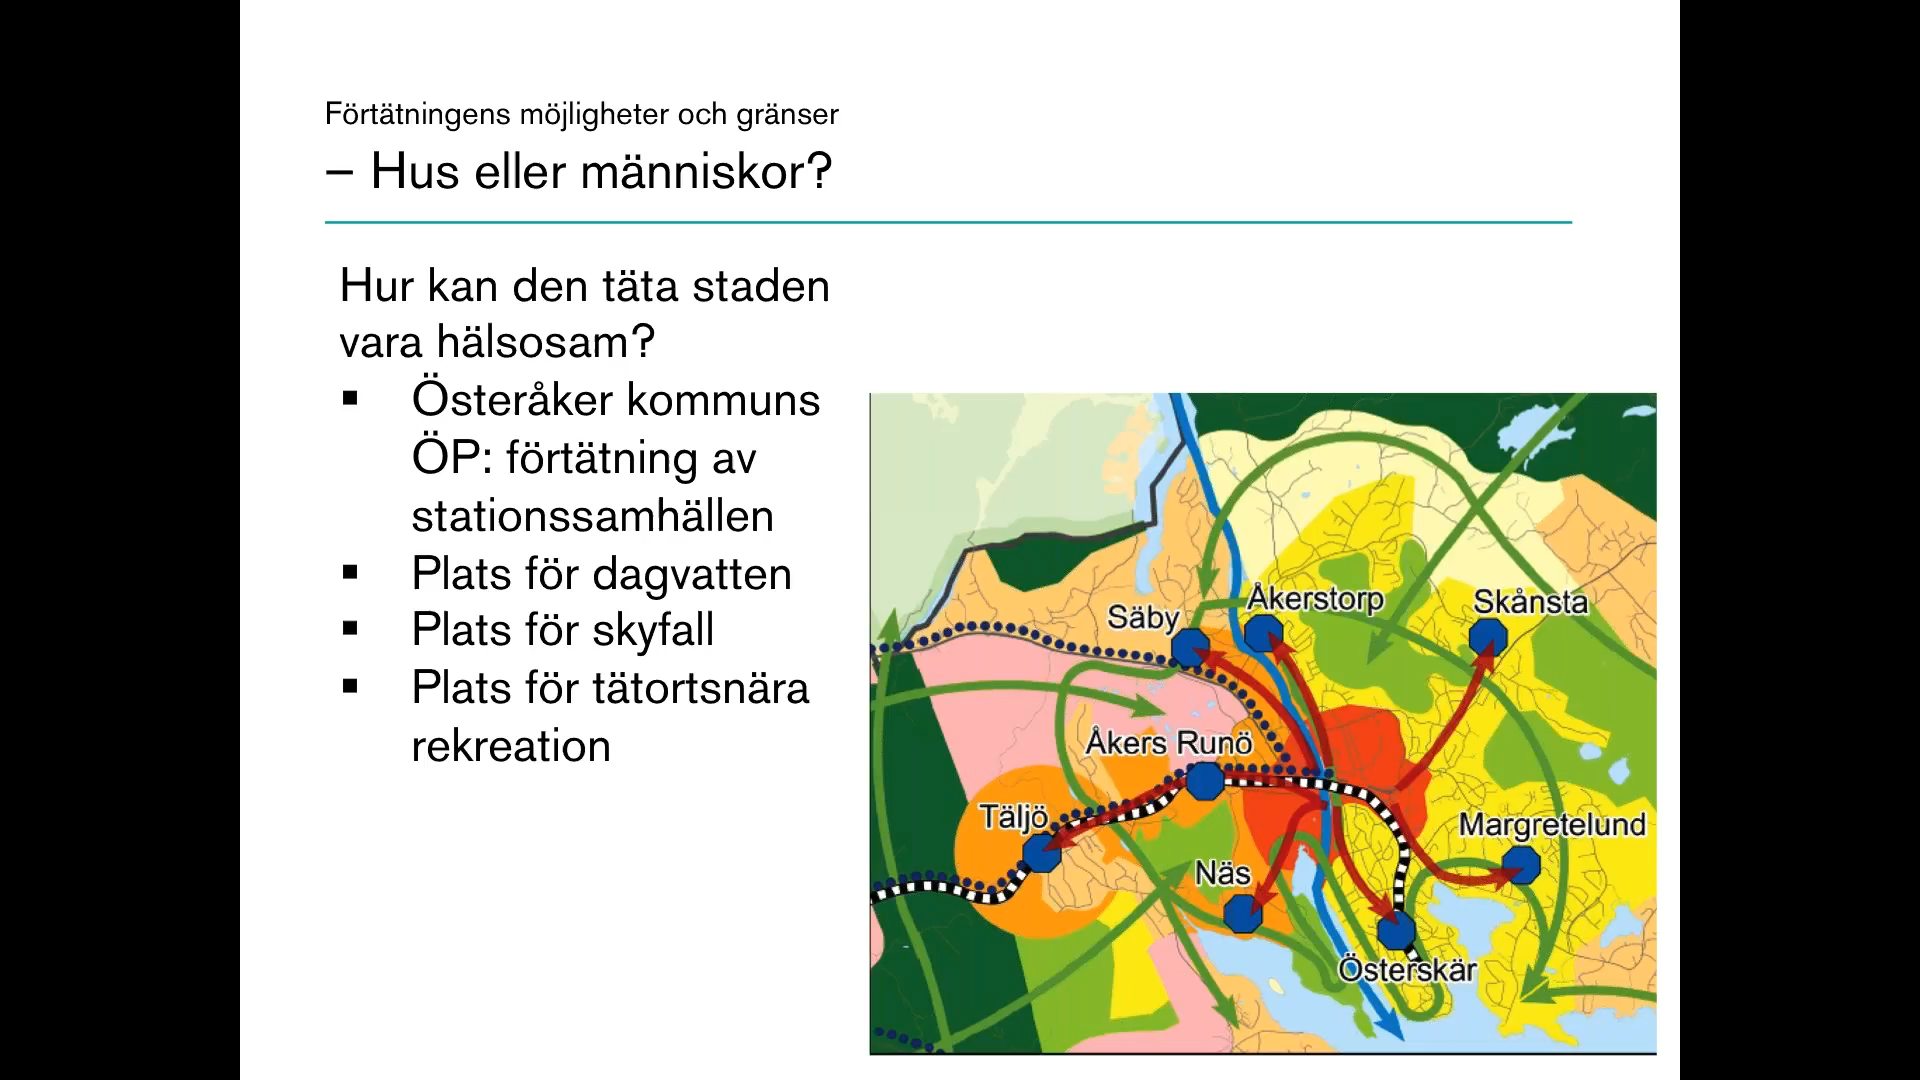 Förtätningens möjligheter och gränser
– Hus eller människor?
Hur kan den täta staden
vara hälsosam?
▪ Österåker kommuns
ÖP: förtätning av
stationssamhällen
▪ Plats för dagvatten
▪ Plats för skyfall
▪ Plats för tätortsnära
rekreation
Åkerstorp
Skånsta
Säby
Åkers Runö
Täljö
Margretelund
Näs
Österskär